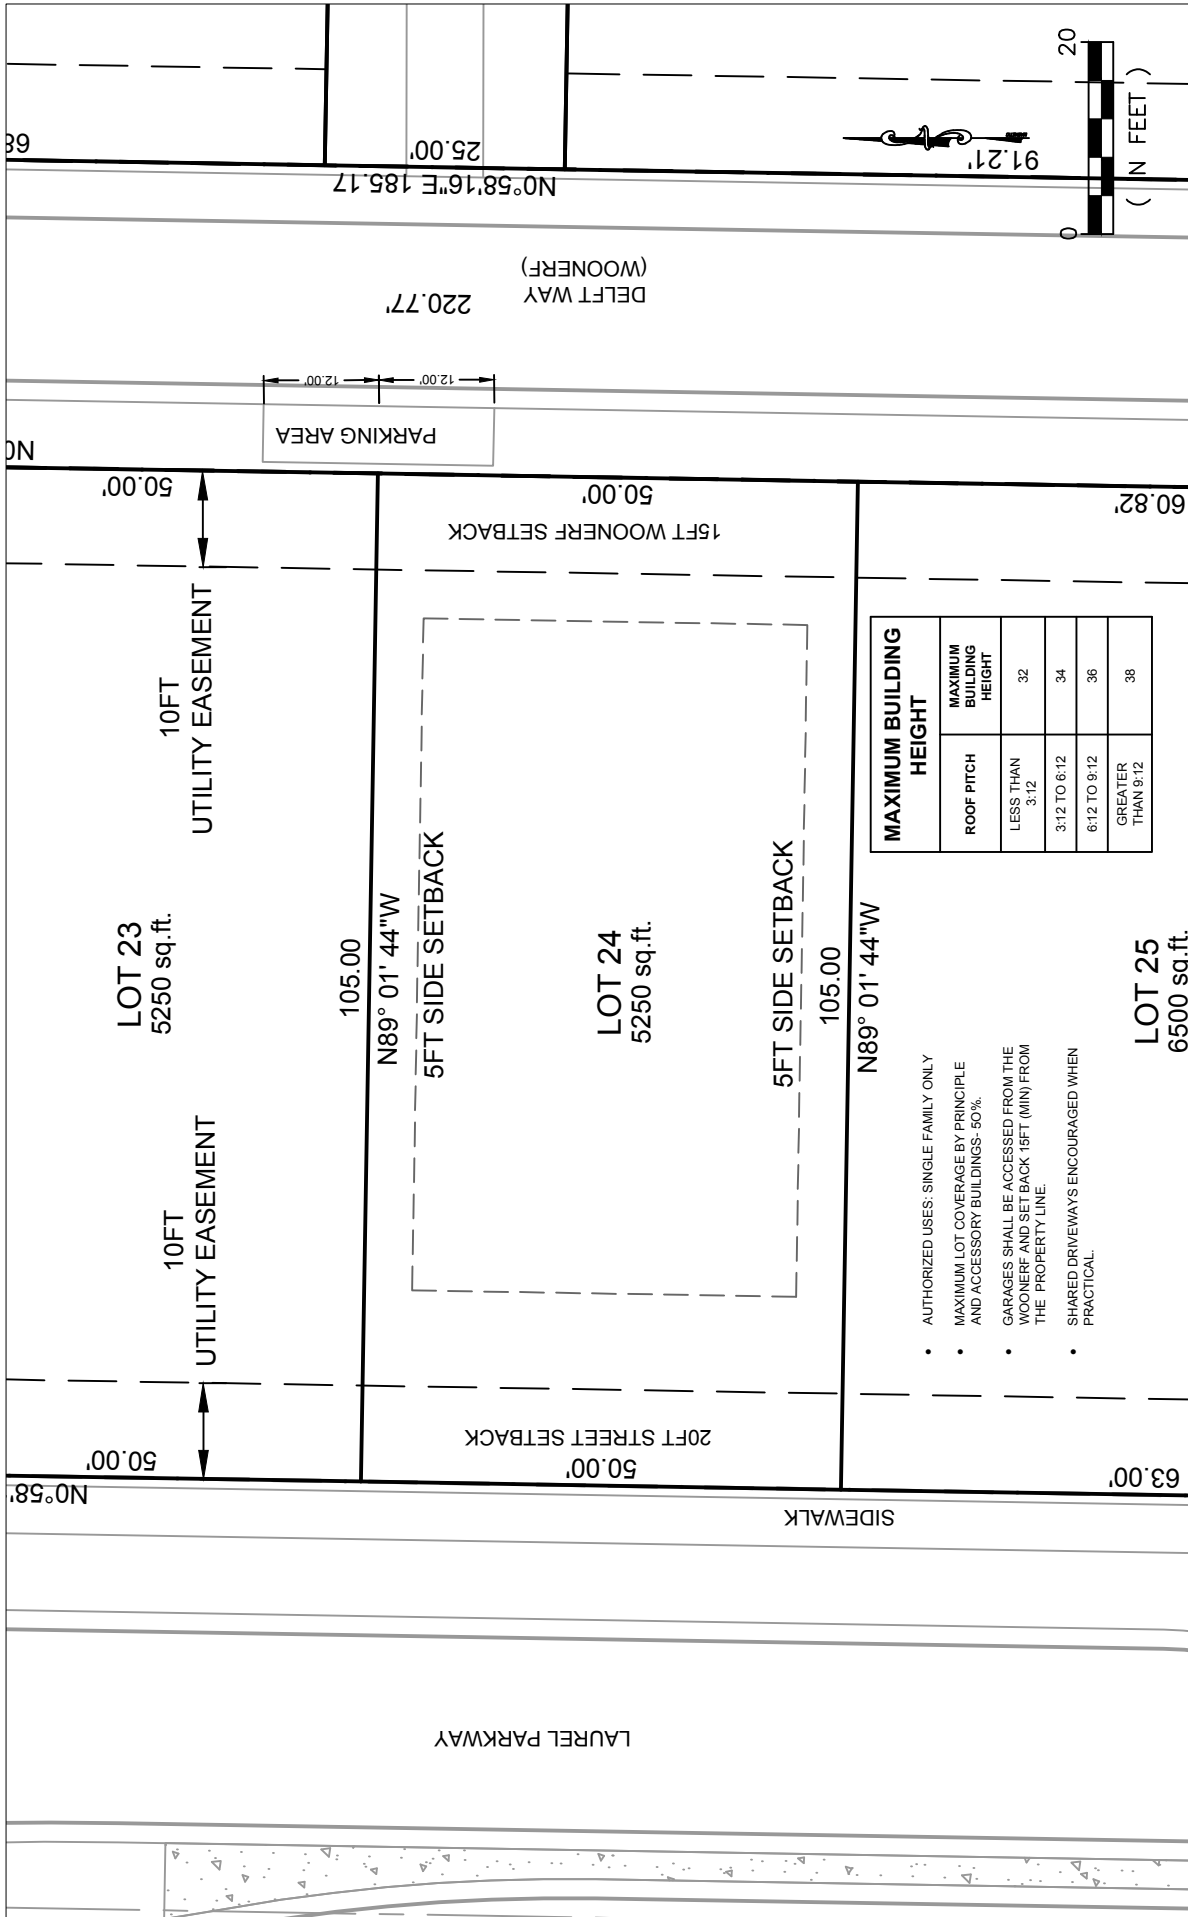 68
25.00'
N0°58'16"E 185.17
91.21'
20
0
( N FEET )
DELFT WAY
(WOONERF)
220.77'
12.00'
12.00'
PARKING AREA
N0
50.00'
50.00'
60.82'
15FT WOONERF SETBACK
10FT
UTILITY EASEMENT
LOT 23
5250 sq.ft.
10FT
UTILITY EASEMENT
105.00
N89° 01' 44"W
5FT SIDE SETBACK
LOT 24
5250 sq.ft.
5FT SIDE SETBACK
105.00
N89° 01' 44"W
MAXIMUM BUILDING
HEIGHT
ROOF PITCH
MAXIMUM
BUILDING
HEIGHT
LESS THAN
3:12
32
3:12 TO 6:12
34
6:12 TO 9:12
36
GREATER
THAN 9:12
38
• AUTHORIZED USES: SINGLE FAMILY ONLY
• MAXIMUM LOT COVERAGE BY PRINCIPLE
AND ACCESSORY BUILDINGS- 50%.
• GARAGES SHALL BE ACCESSED FROM THE
WOONERF AND SET BACK 15FT (MIN) FROM
THE PROPERTY LINE.
• SHARED DRIVEWAYS ENCOURAGED WHEN
PRACTICAL.
LOT 25
6500 sq.ft.
20FT STREET SETBACK
50.00'
50.00'
63.00'
N0°58'
SIDEWALK
LAUREL PARKWAY